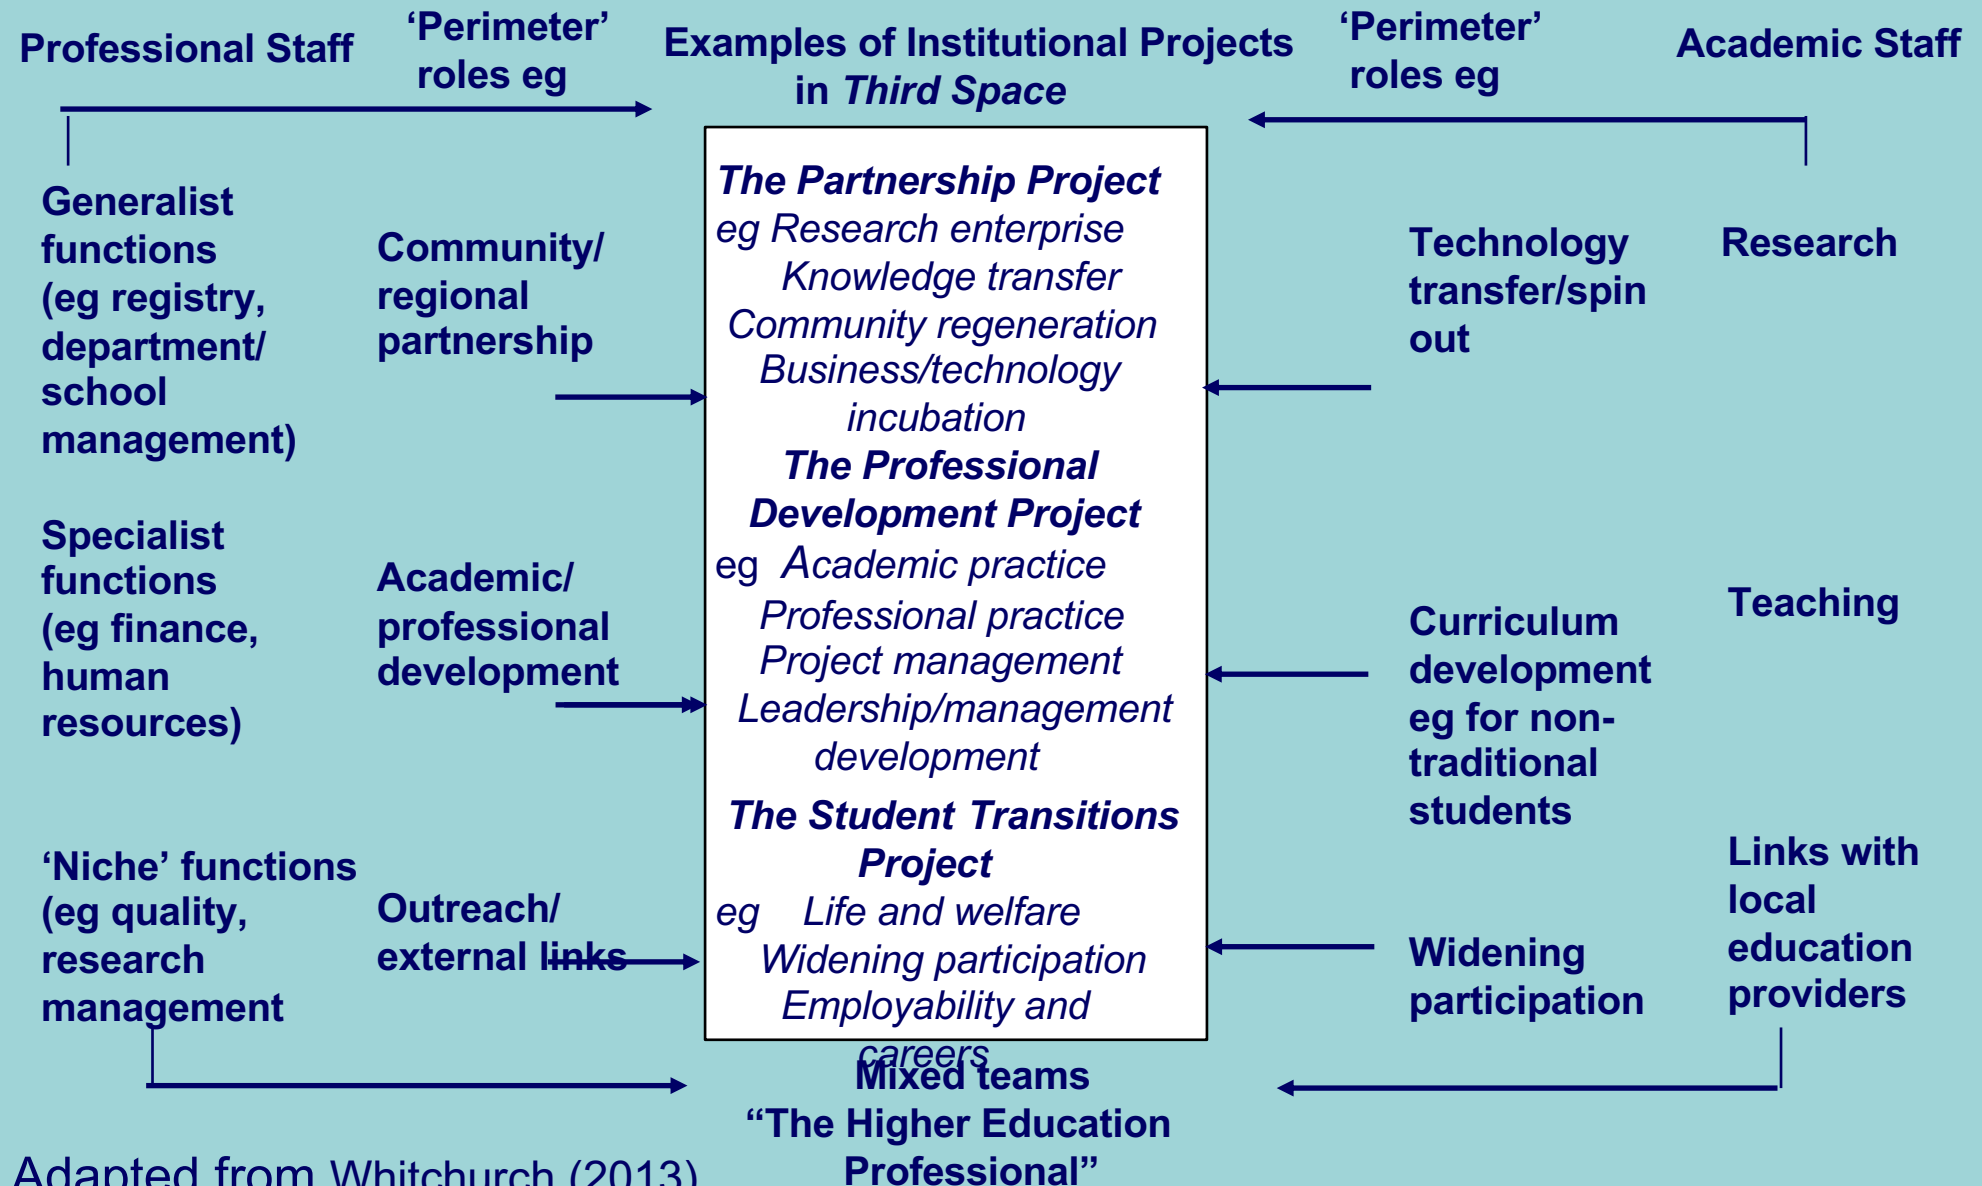 Professional Staff
‘Perimeter’
roles eg
Examples of Institutional Projects
in Third Space
‘Perimeter’
roles eg
Academic Staff
Generalist
functions
(eg registry,
department/
school
management)
Specialist
functions
(eg finance,
human
resources)
‘Niche’ functions
(eg quality,
research
management
Community/
regional
partnership
Academic/
professional
development
Outreach/
external links
The Partnership Project
eg Research enterprise
Knowledge transfer
Community regeneration
Business/technology
incubation
The Professional
Development Project
eg Academic practice
Professional practice
Project management
Leadership/management
development
The Student Transitions
Project
eg Life and welfare
Widening participation
Employability and
careers
Mixed teams
“The Higher Education
Professional”
Technology
transfer/spin
out
Curriculum
development
eg for non-
traditional
students
Widening
participation
Research
Teaching
Links with
local
education
providers
Adapted from Whitchurch (2013)